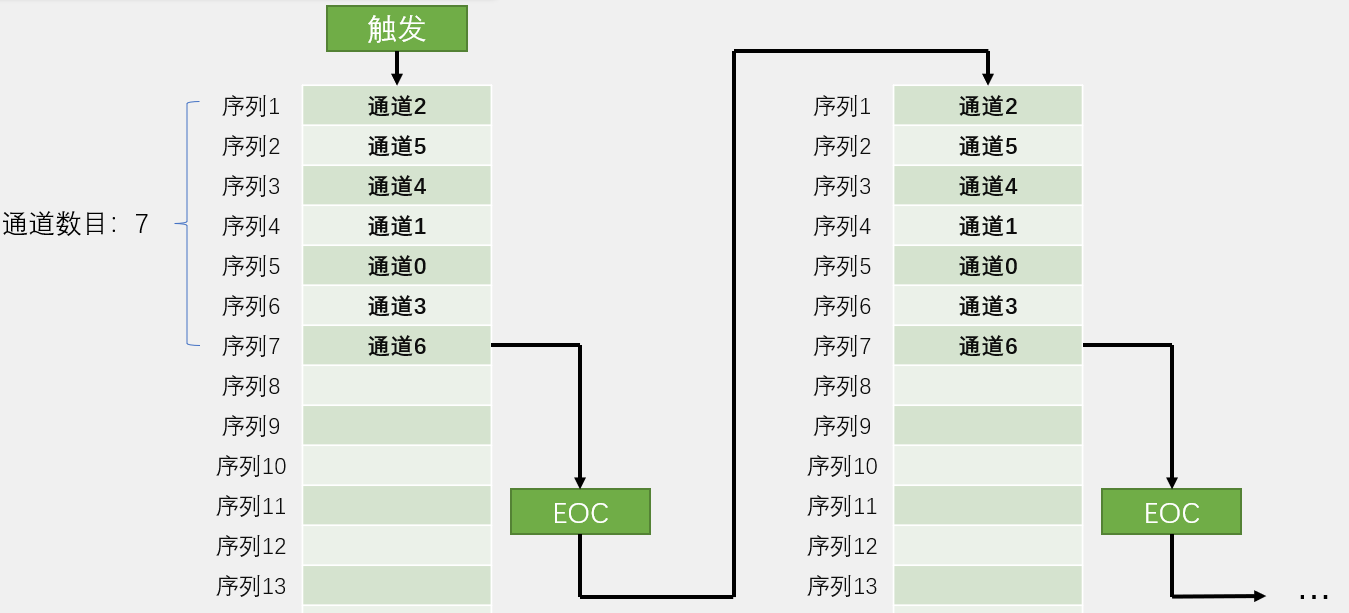 触发
通道数目：7
序列1 通道2
序列2 通道5
序列3 通道4
序列4 通道1
序列5 通道0
序列6 通道3
序列7 通道6
序列8
序列9
序列10
序列11
序列12
序列13
EOC
序列1 通道2
序列2 通道5
序列3 通道4
序列4 通道1
序列5 通道0
序列6 通道3
序列7 通道6
序列8
序列9
序列10
序列11
序列12
序列13
EOC
...